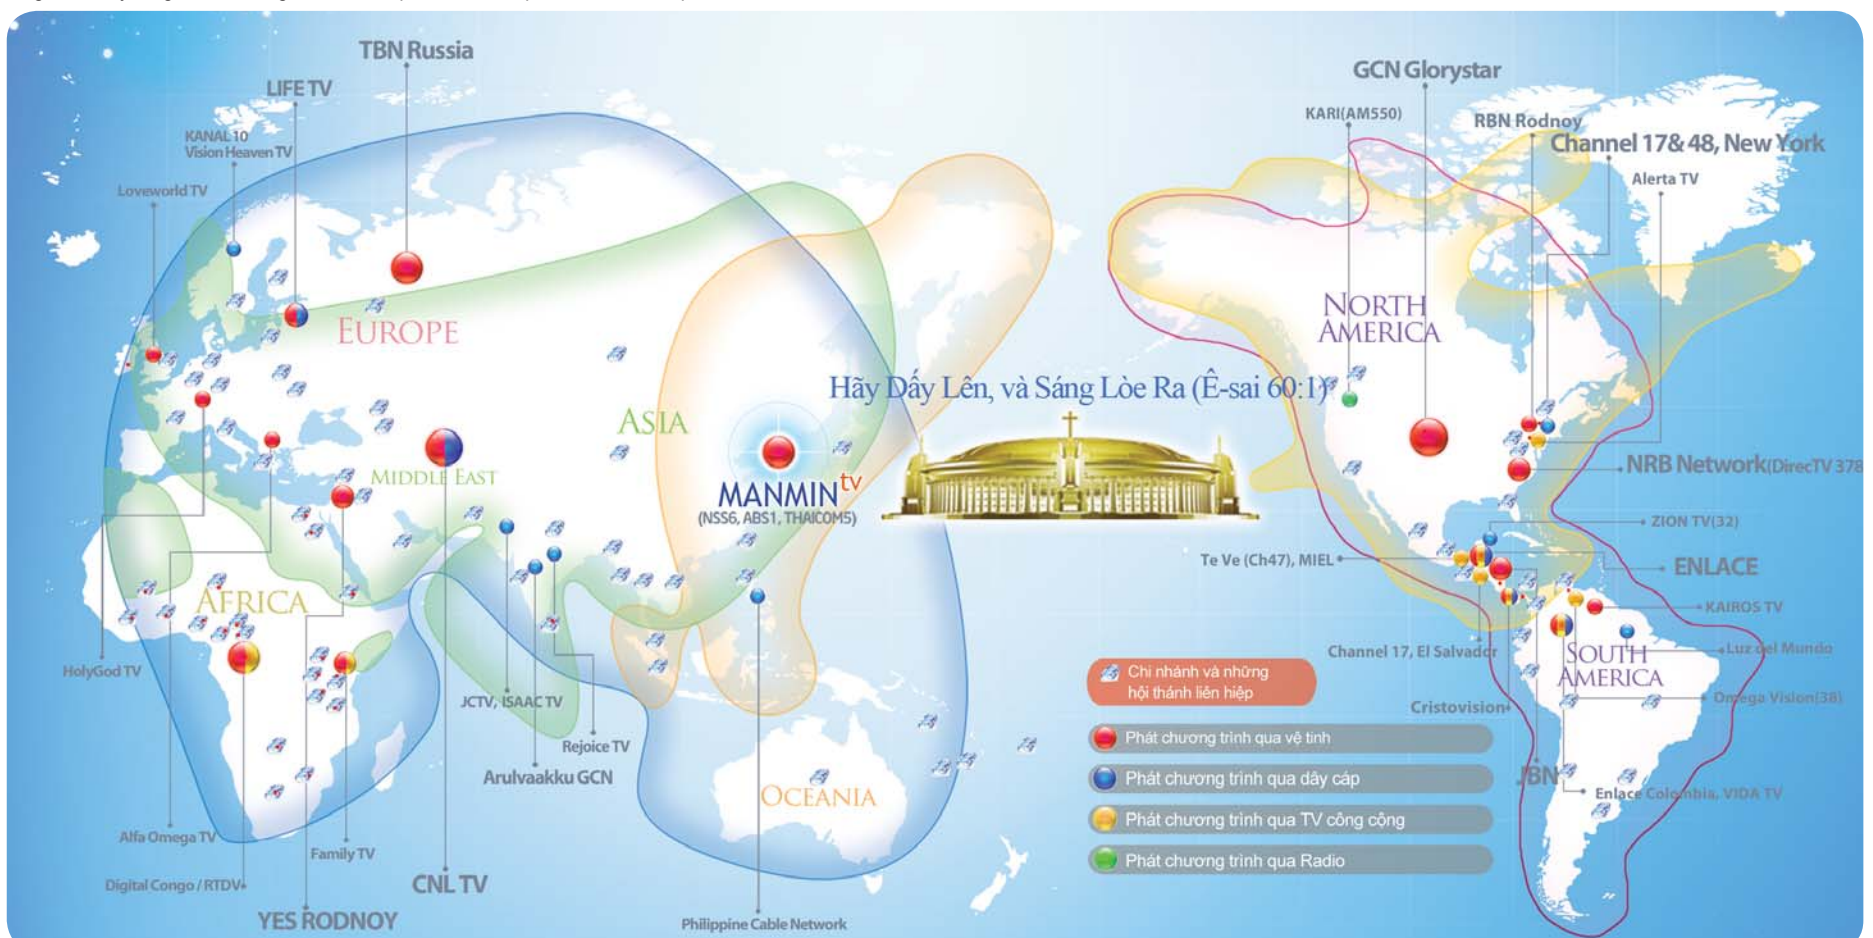 TBN Russia
LIFE TV
KANAL 10
Vision Heaven TV
Loveworld TV
GCN Glorystar
KARI(AM550)
RBN Rodnoy
Channel 17& 48, New York
Alerta TV
EUROPE
ASIA
MIDDLE EAST
AFRICA
NORTH
AMERICA
Hãy Dấy Lên, và Sáng Lòe Ra (Ê-sai 60:1)
MANMIN tv
(NSS6, ABS1, THAICOM5)
NRB Network(DirecTV 378
ZION TV(32)
Te Ve (Ch47), MIEL
ENLACE
KAIROS TV
Channel 17, El Salvador
Luz del Mundo
SOUTH
AMERICA
Omega Vision(38)
Cristovision
JBN
Enlace Colombia, VIDA TV
HolyGod TV
JCTV, ISAAC TV
Rejoice TV
Arulvaakku GCN
OCEANIA
Alfa Omega TV
Family TV
Digital Congo / RTDV
CNL TV
YES RODNOY
Philippine Cable Network
Chi nhánh và những
hội thánh liên hiệp
Phát chương trình qua vệ tinh
Phát chương trình qua dây cáp
Phát chương trình qua TV công cộng
Phát chương trình qua Radio